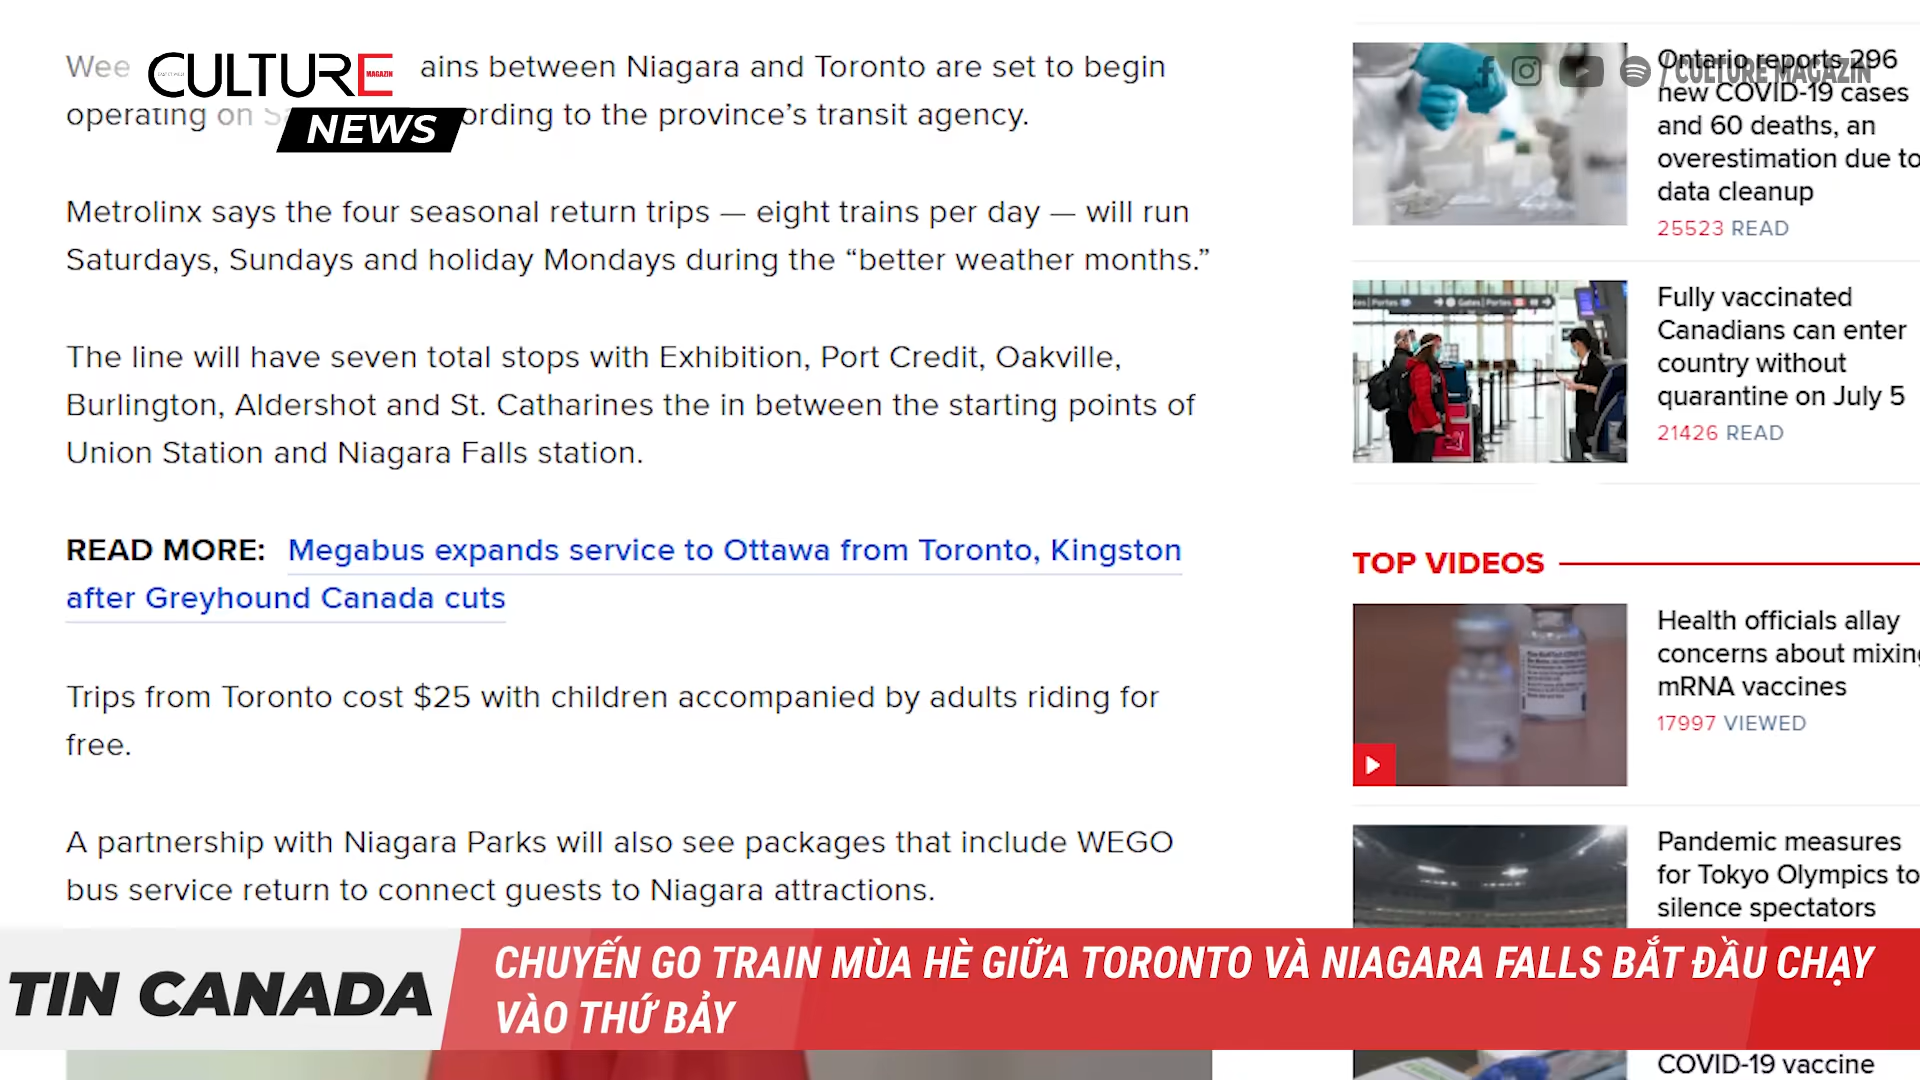 CULTURE
MAGAZIN
NEWS
Wee ains between Niagara and Toronto are set to begin
operating on Sa ording to the province's transit agency.
Metrolinx says the four seasonal return trips — eight trains per day — will run
Saturdays, Sundays and holiday Mondays during the “better weather months.”
The line will have seven total stops with Exhibition, Port Credit, Oakville,
Burlington, Aldershot and St. Catharines the in between the starting points of
Union Station and Niagara Falls station.
READ MORE: Megabus expands service to Ottawa from Toronto, Kingston
after Greyhound Canada cuts
Trips from Toronto cost $25 with children accompanied by adults riding for
free.
A partnership with Niagara Parks will also see packages that include WEGO
bus service return to connect guests to Niagara attractions.
/ CULTURE MAGAZIN
Ontario reports 296
new COVID-19 cases
and 60 deaths, an
overestimation due to
data cleanup
25523 READ
Fully vaccinated
Canadians can enter
country without
quarantine on July 5
21426 READ
TOP VIDEOS
Health officials allay
concerns about mixing
mRNA vaccines
17997 VIEWED
Pandemic measures
for Tokyo Olympics to
silence spectators
COVID-19 vaccine
TIN CANADA
CHUYẾN GO TRAIN MÙA HÈ GIỮA TORONTO VÀ NIAGARA FALLS BẮT ĐẦU CHẠY
VÀO THỨ BẢY